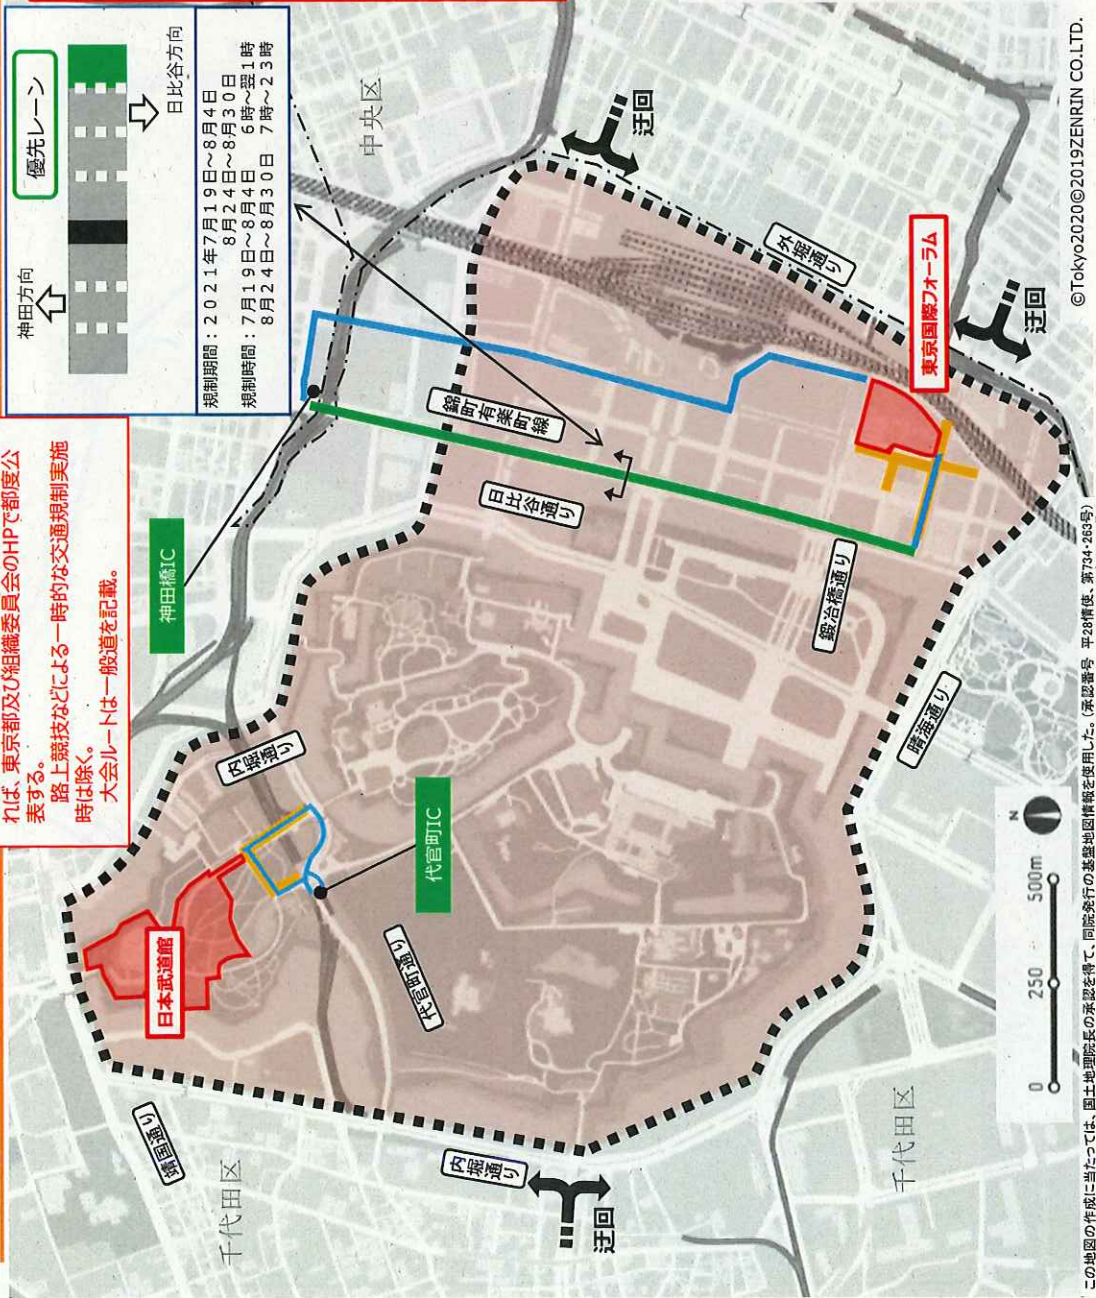 れば、東京都及び組織委員会のHPで都度公
表する。
路上競技などによる一時的な交通規制実施
時は除く。
大会ルートは一般道を記載。
神田方向
優先レーン
日比谷方向
規制期間:2021年7月19日~8月4日
8月24日~8月30日
規制時間:7月19日~8月4日 6時~翌1時
8月24日~8月30日 7時~23時
中央区
神田橋IC
迂回
外堀通り
錦町有楽町線
日比谷通り
東京国際フォーラム
迂回
鍛冶橋通り
内堀通り
代官町IC
日本武道館
代官町通り
晴海通り
靖国通り
千代田区
内堀通り
迂回
千代田区
N
0 250 500m
©Tokyo2020©2019ZENRIN CO.LTD.
この地図の作成に当たっては、国土地理院長の承認を得て、同院発行の基盤地図情報を使用した。(承認番号 平28情使、第734-263号)